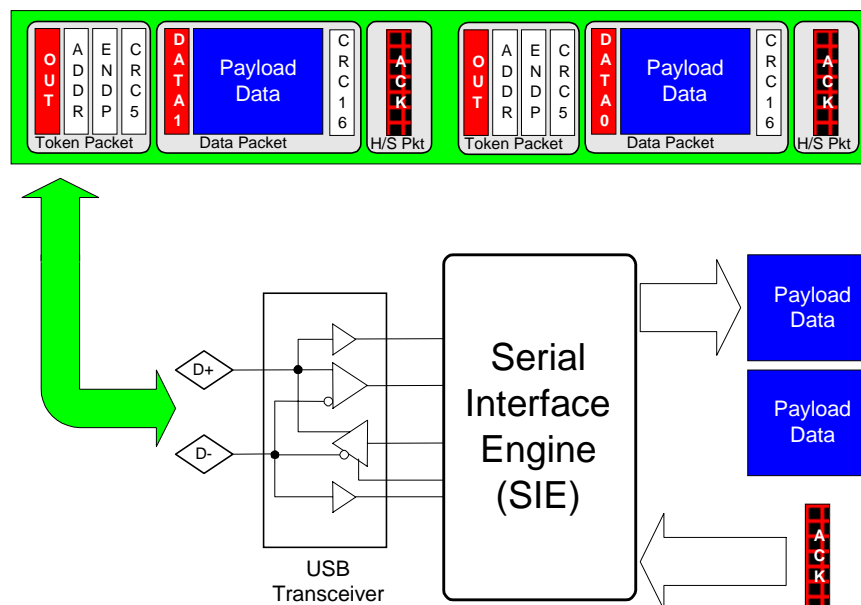 OUT ADDR ENDP CRC5 DATA1 Payload Data CRC16 ACK OUT ADDR ENDP CRC5 DATA0 Payload Data CRC16 ACK
Token Packet Data Packet H/S Pkt Token Packet Data Packet H/S Pkt
D+
D-
USB
Transceiver
Serial
Interface
Engine
(SIE)
Payload
Data
Payload
Data
ACK